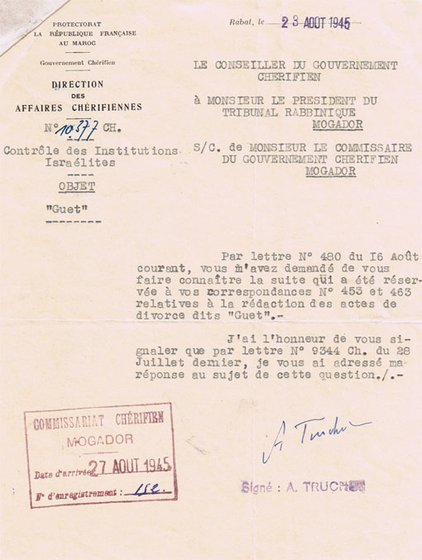 PROTECTORAT
LA RÉPUBLIQUE FRANÇAISE
AU MAROC
Gouvernement Chérifien
DIRECTION
DES
AFFAIRES CHÉRIFIENNES
N° 10377 CH.
Contrôle des Institutions
Israélites
OBJET
"Guet"
Rabat, le 23 AOUT 1945
LE CONSEILLER DU GOUVERNEMENT
CHERIFIEN
à MONSIEUR LE PRESIDENT DU
TRIBUNAL RABBINIQUE
MOGADOR
S/C. de MONSIEUR LE COMMISSAIRE
DU GOUVERNEMENT CHERIFIEN
MOGADOR
Par lettre N° 480 du I6 Août
courant, vous m'avez demandé de vous
faire connaître la suite qui a été réser-
vée à vos correspondances N° 453 et 463
relatives à la rédaction des actes de
divorce dits "Guet".-
J'ai l'honneur de vous si-
gnaler que par lettre N° 9344 Ch. du 28
Juillet dernier, je vous ai adressé ma
réponse au sujet de cette question./.-
A Truchet
Signé : A. TRUCHET
COMMISSARIAT CHÉRIFIEN
MOGADOR
Date d'arrivée 27 AOUT 1945
N° d'enregistrement : 152